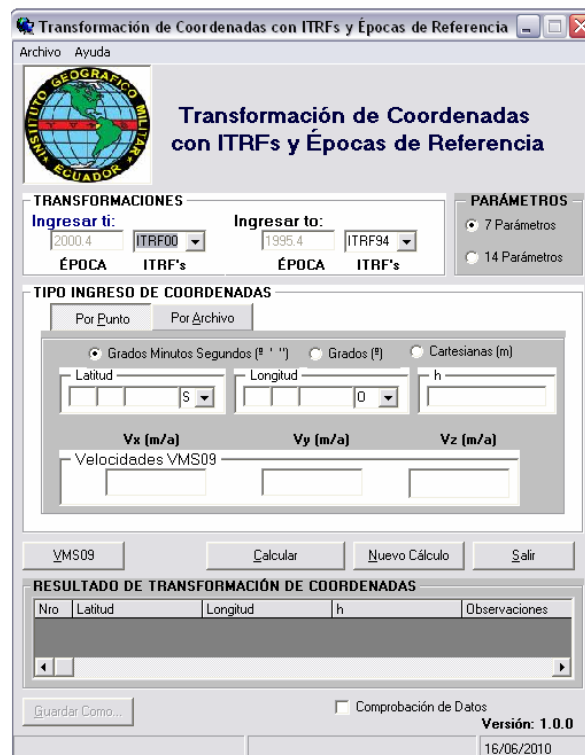 Transformación de Coordenadas con ITRFs y Épocas de Referencia
Archivo Ayuda
INSTITUTO GEOGRAFICO MILITAR
ECUADOR
Transformación de Coordenadas
con ITRFs y Épocas de Referencia
TRANSFORMACIONES
PARÁMETROS
Ingresar ti:
Ingresar to:
2000.4 ITRF00
1995.4 ITRF94
7 Parámetros
ÉPOCA ITRF's
ÉPOCA ITRF's
14 Parámetros
TIPO INGRESO DE COORDENADAS
Por Punto
Por Archivo
Grados Minutos Segundos (º ' '')
Grados (º)
Cartesianas (m)
Latitud
Longitud
h
S
O
Vx (m/a)
Vy (m/a)
Vz (m/a)
Velocidades VMS09
VMS09
Calcular
Nuevo Cálculo
Salir
RESULTADO DE TRANSFORMACIÓN DE COORDENADAS
Nro Latitud Longitud h Observaciones
Guardar Como...
Comprobación de Datos
Versión: 1.0.0
16/06/2010